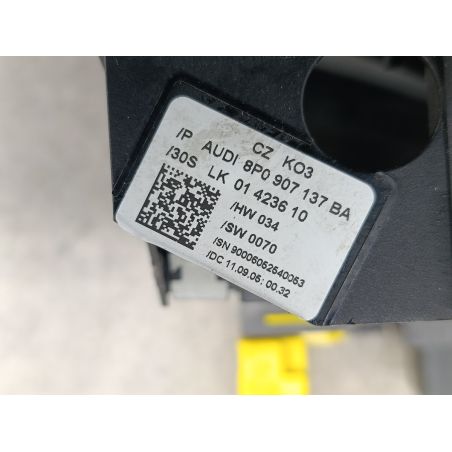 CZ KO3
/P AUDI 8P0 907 137 BA
/30S LK 01 4236 10
/HW 034
/SW 0070
/SN 90006062640053
/DC 11.09.05: 00.32